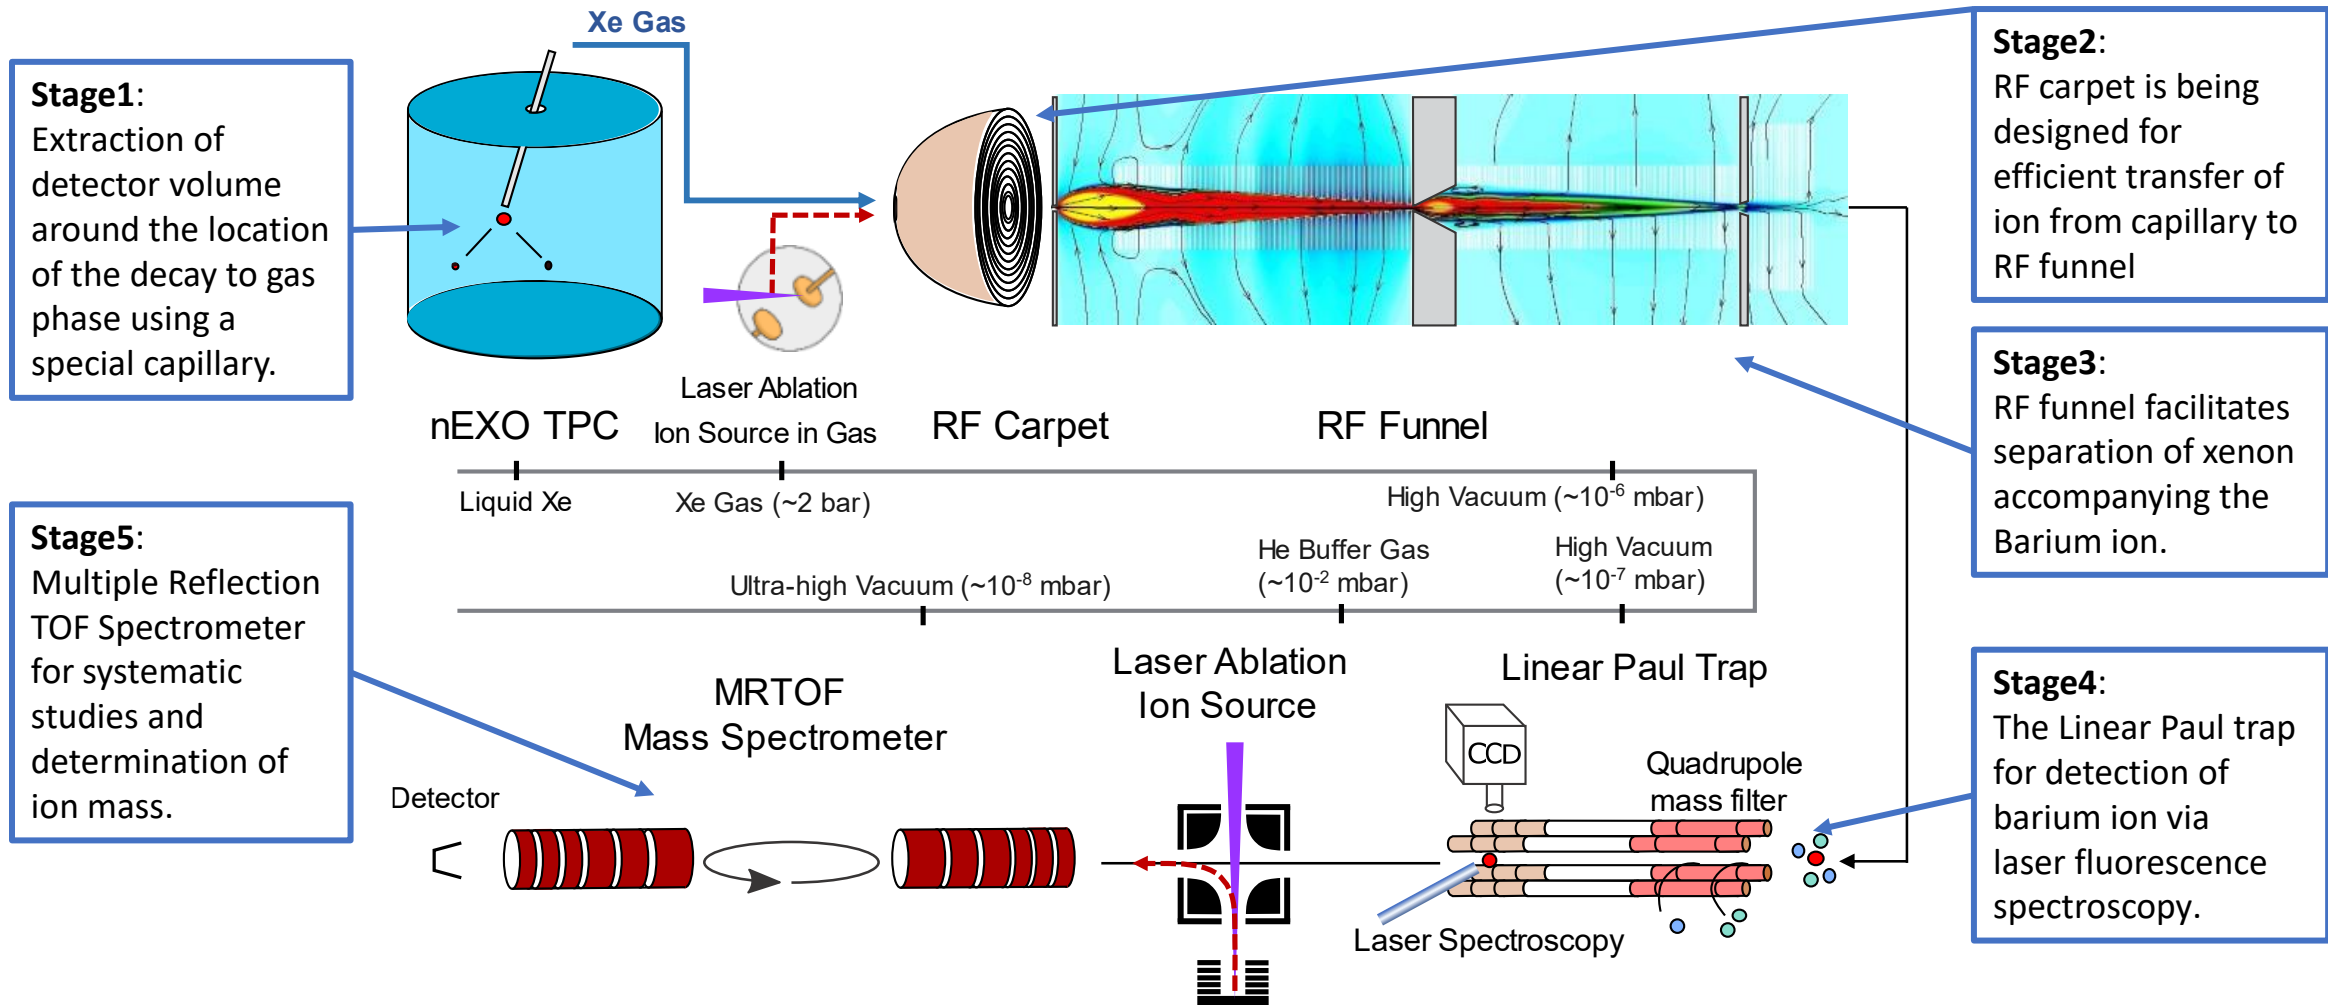 Xe Gas
Stage1:
Extraction of
detector volume
around the location
of the decay to gas
phase using a
special capillary.
Stage2:
RF carpet is being
designed for
efficient transfer of
ion from capillary to
RF funnel
Laser Ablation
Ion Source in Gas
nEXO TPC
RF Carpet
RF Funnel
Stage3:
RF funnel facilitates
separation of xenon
accompanying the
Barium ion.
Liquid Xe
Xe Gas (~2 bar)
High Vacuum (~10⁻⁶ mbar)
Ultra-high Vacuum (~10⁻⁸ mbar)
He Buffer Gas
(~10⁻² mbar)
High Vacuum
(~10⁻⁷ mbar)
Stage5:
Multiple Reflection
TOF Spectrometer
for systematic
studies and
determination of
ion mass.
MRTOF
Mass Spectrometer
Laser Ablation
Ion Source
Linear Paul Trap
Stage4:
The Linear Paul trap
for detection of
barium ion via
laser fluorescence
spectroscopy.
Detector
CCD
Quadrupole
mass filter
Laser Spectroscopy